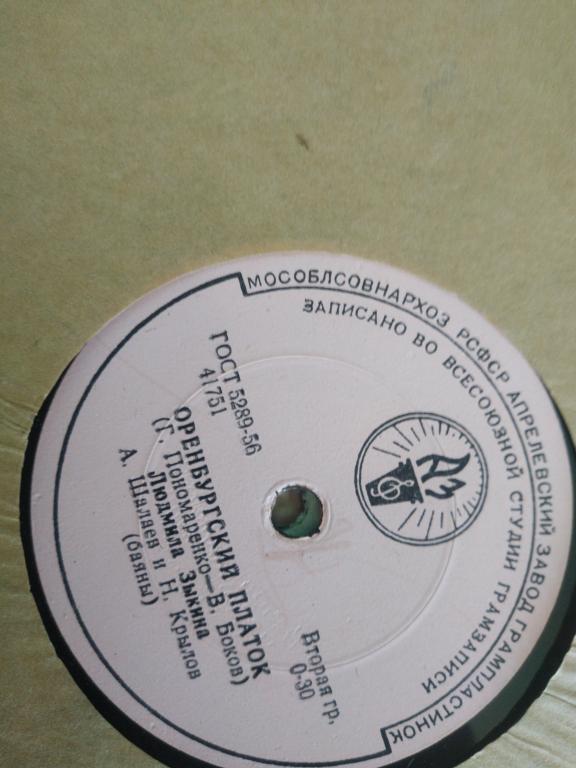 МОСОБЛСОВНАРХОЗ РСФСР АПРЕЛЕВСКИЙ ЗАВОД ГРАМПЛАСТИНОК
ЗАПИСАНО ВО ВСЕСОЮЗНОЙ СТУДИИ ГРАМЗАПИСИ
АЗ
ГОСТ 5289-56
41751
Вторая гр,
0-30
ОРЕНБУРГСКИЙ ПЛАТОК
(Г. Пономаренко—В. Боков)
Людмила Зыкина
А. Шалаев и Н. Крылов
(баяны)